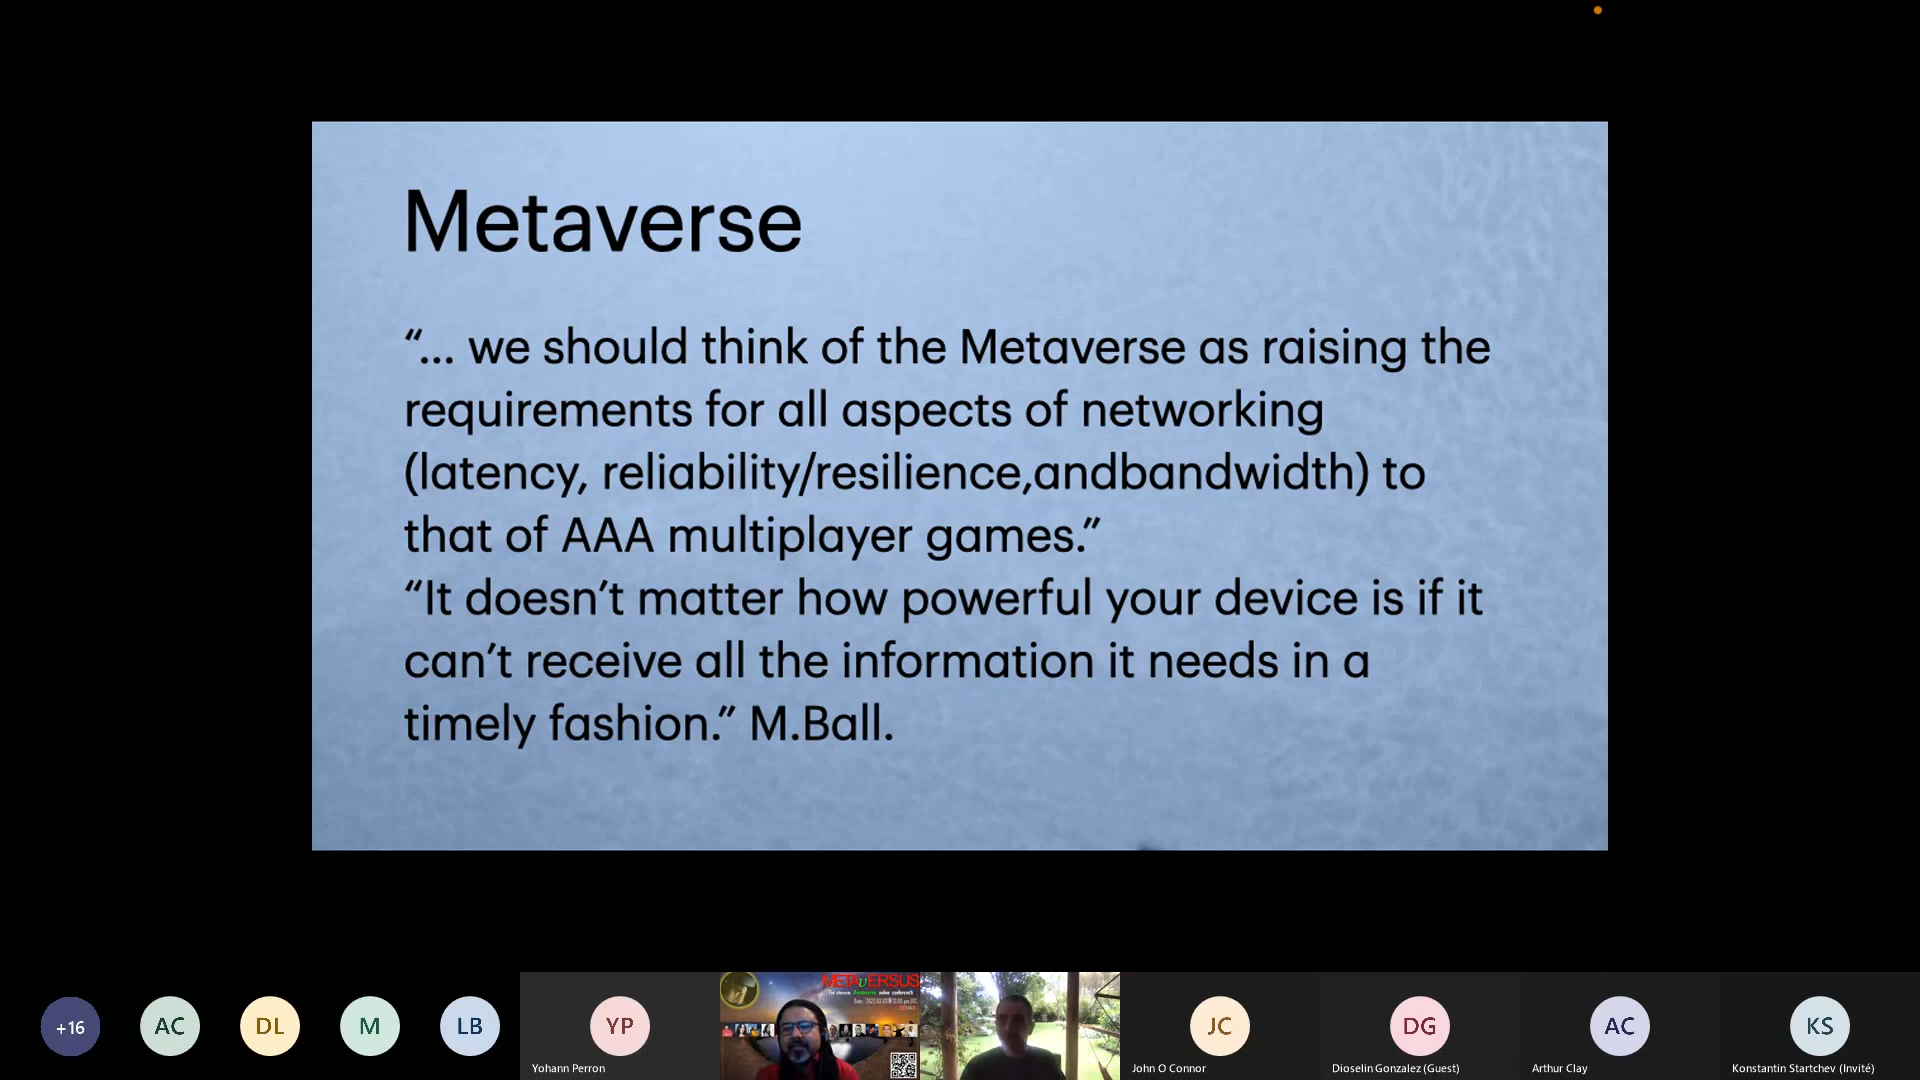 Metaverse
“... we should think of the Metaverse as raising the
requirements for all aspects of networking
(latency, reliability/resilience,andbandwidth) to
that of AAA multiplayer games.”
“It doesn’t matter how powerful your device is if it
can’t receive all the information it needs in a
timely fashion.” M.Ball.
+16
AC
DL
M
LB
YP
Yohann Perron
METAvERSUS
JC
John O Connor
DG
Dioselin Gonzalez (Guest)
AC
Arthur Clay
KS
Konstantin Startchev (Invité)